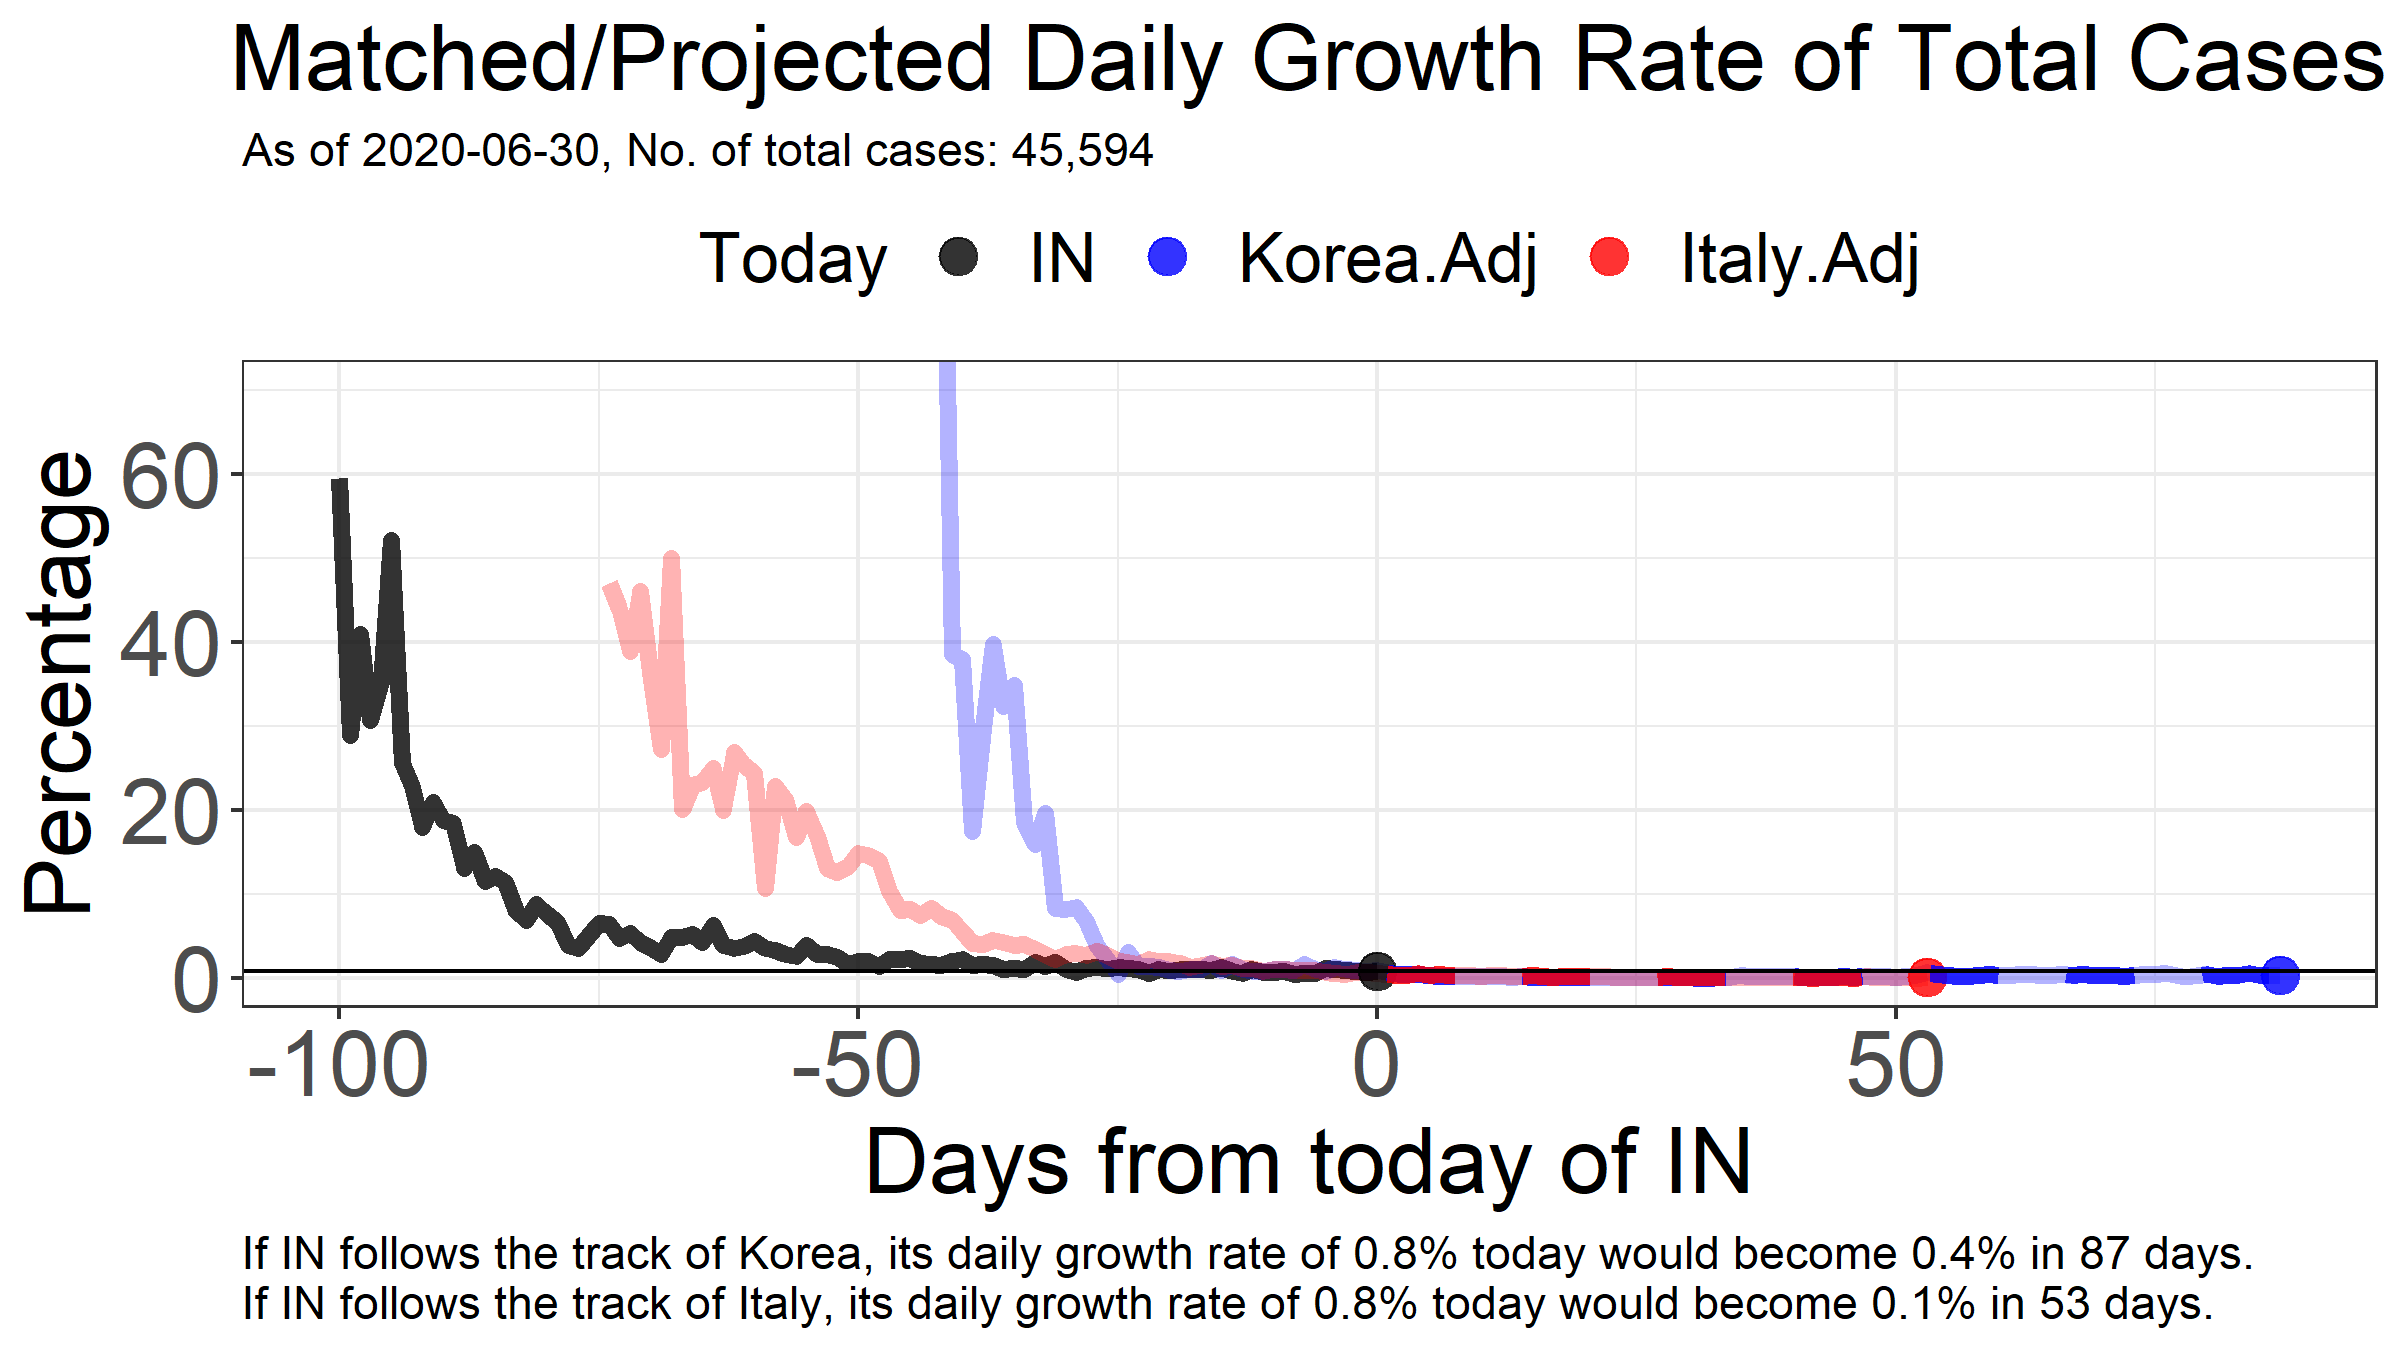 Matched/Projected Daily Growth Rate of Total Cases
As of 2020-06-30, No. of total cases: 45,594
Today IN Korea.Adj Italy.Adj
Percentage
60
40
20
0
-100 -50 0 50
Days from today of IN
If IN follows the track of Korea, its daily growth rate of 0.8% today would become 0.4% in 87 days.
If IN follows the track of Italy, its daily growth rate of 0.8% today would become 0.1% in 53 days.